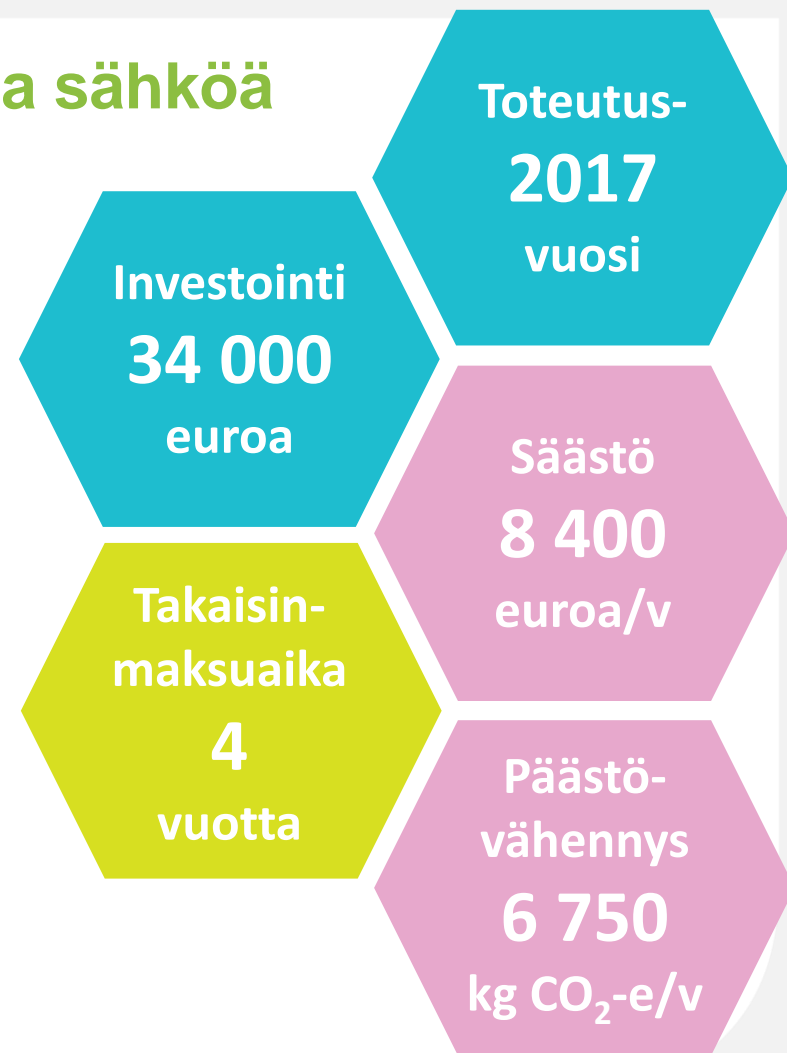 a sähköä
Toteutus-
2017
vuosi
Investointi
34 000
euroa
Säästö
8 400
euroa/v
Takaisin-
maksuaika
4
vuotta
Päästö-
vähennys
6 750
kg CO₂-e/v